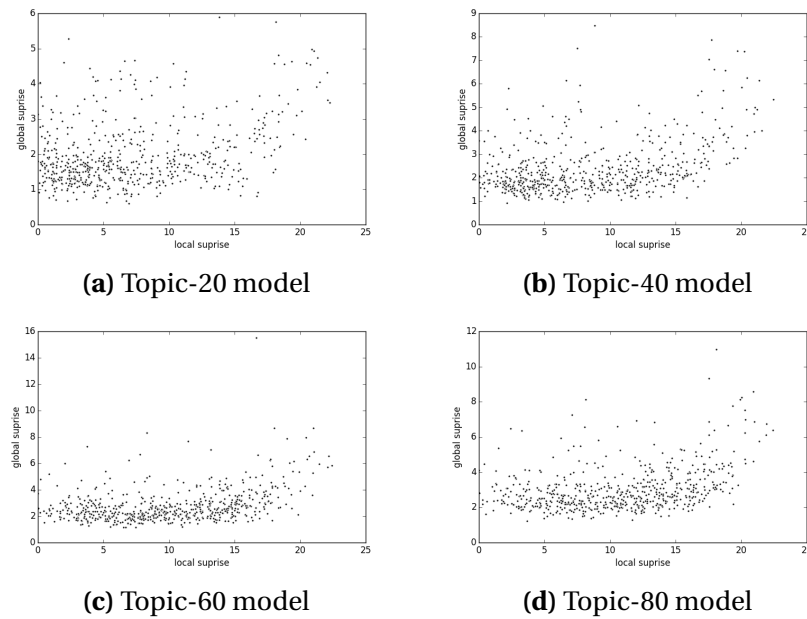 6
5
4
3
2
1
0
global suprise
0 5 10 15 20 25
local suprise
(a) Topic-20 model
9
8
7
6
5
4
3
2
1
0
global suprise
0 5 10 15 20 25
local suprise
(b) Topic-40 model
16
14
12
10
8
6
4
2
0
global suprise
0 5 10 15 20 25
local suprise
(c) Topic-60 model
12
10
8
6
4
2
0
global suprise
0 5 10 15 20 25
local suprise
(d) Topic-80 model